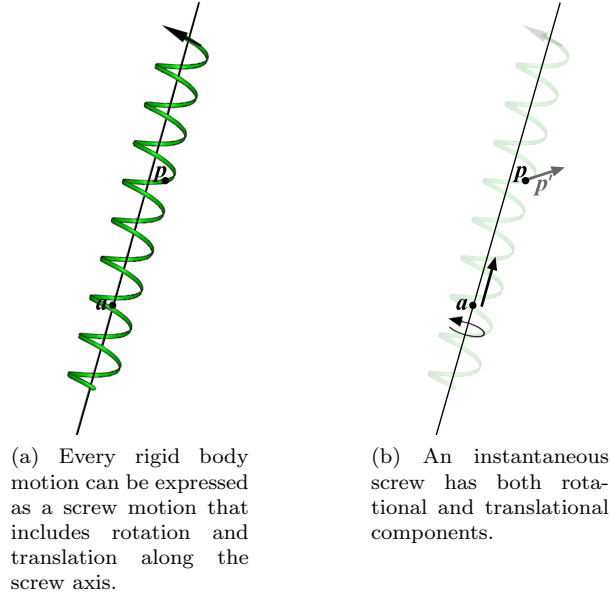 p
a
p
p'
a
(a) Every rigid body
motion can be expressed
as a screw motion that
includes rotation and
translation along the
screw axis.
(b) An instantaneous
screw has both rota-
tional and translational
components.